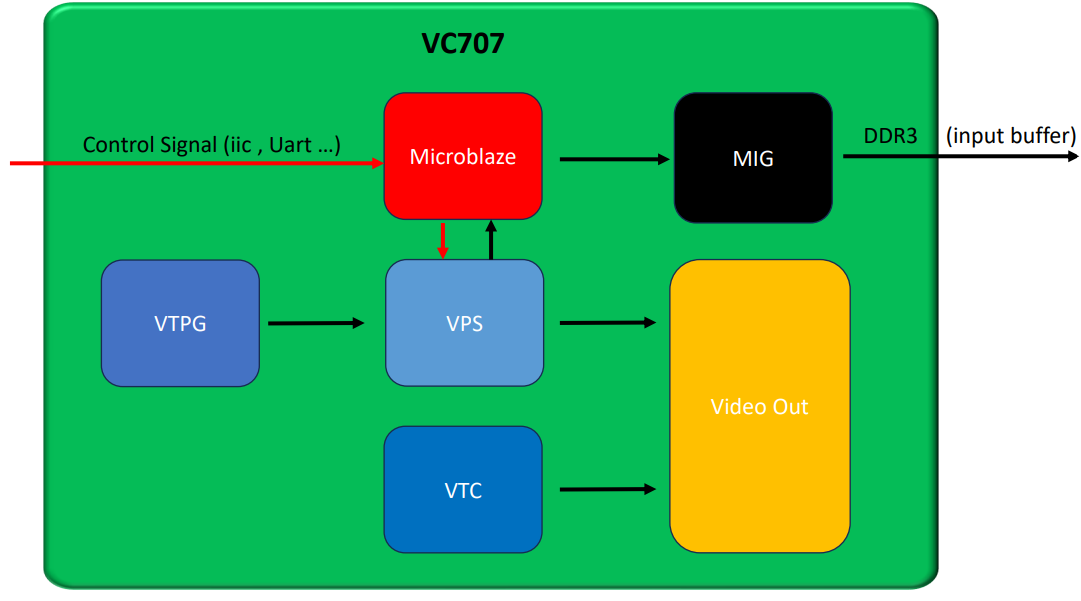 VC707
Control Signal (iic , Uart ...)
Microblaze
MIG
DDR3 (input buffer)
VTPG
VPS
Video Out
VTC